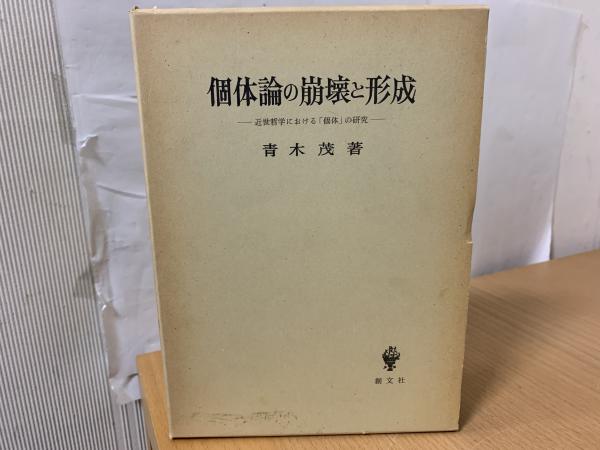 個体論の崩壊と形成
―近世哲学における「個体」の研究―
青木茂著
創文社